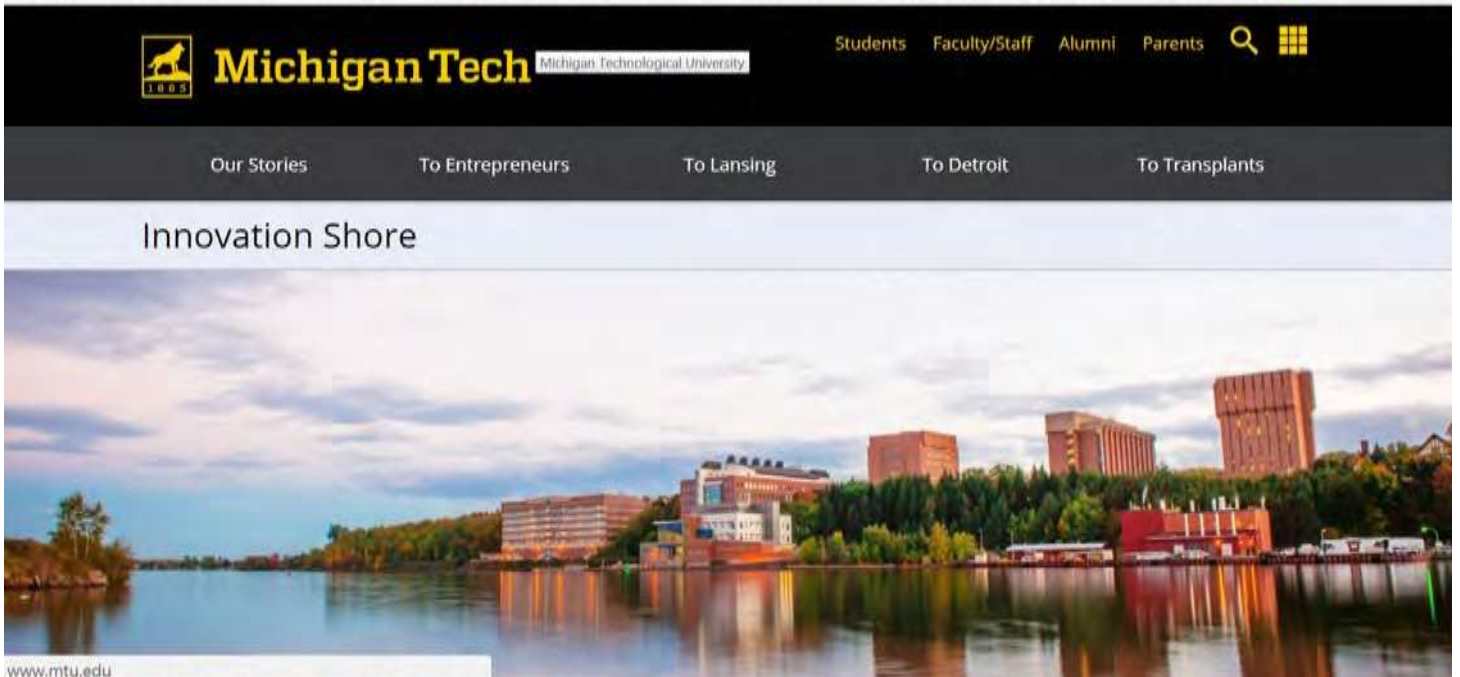 Students Faculty/Staff Alumni Parents
Michigan Tech
Michigan Technological University
1885
Our Stories To Entrepreneurs To Lansing To Detroit To Transplants
Innovation Shore
www.mtu.edu